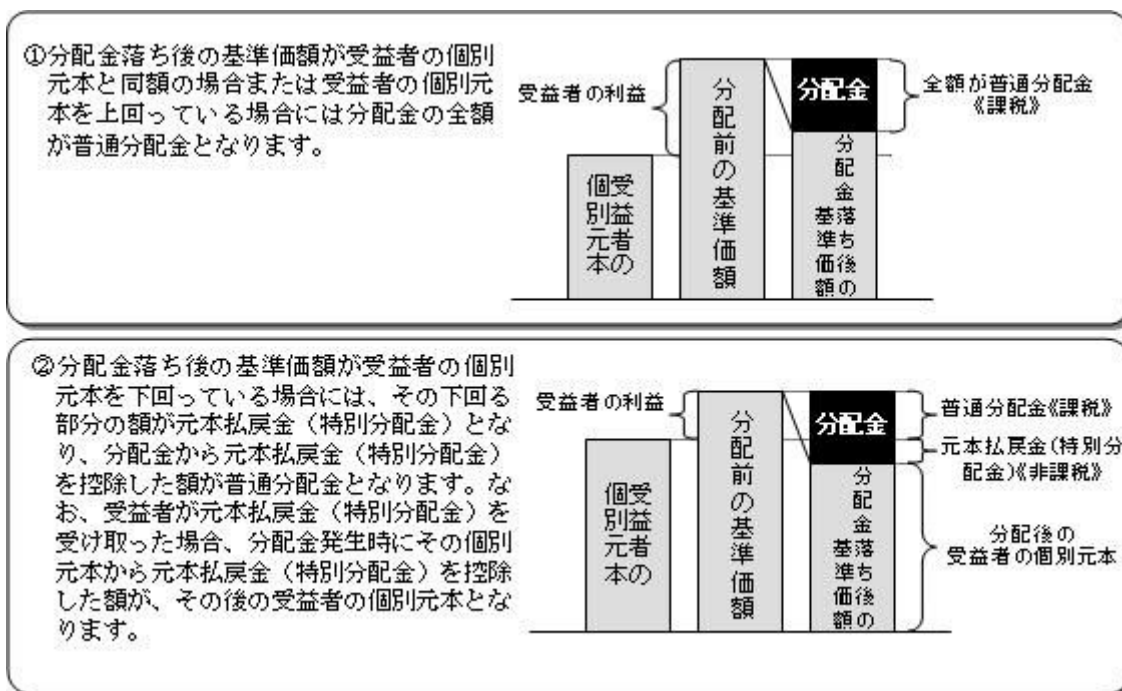 ①分配金落ち後の基準価額が受益者の個別
元本と同額の場合または受益者の個別元
本を上回っている場合には分配金の全額
が普通分配金となります。
受益者の利益
受益者の
個別元本
分配前の基準価額
分配金
分配金落ち後の
基準価額
全額が普通分配金
《課税》
②分配金落ち後の基準価額が受益者の個別
元本を下回っている場合には、その下回る
部分の額が元本払戻金（特別分配金）とな
り、分配金から元本払戻金（特別分配金）
を控除した額が普通分配金となります。な
お、受益者が元本払戻金（特別分配金）を
受け取った場合、分配金発生時にその個別
元本から元本払戻金（特別分配金）を控除
した額が、その後の受益者の個別元本とな
ります。
受益者の利益
受益者の
個別元本
分配前の基準価額
分配金
分配金落ち後の
基準価額
普通分配金《課税》
元本払戻金(特別分
配金)《非課税》
分配後の
受益者の個別元本